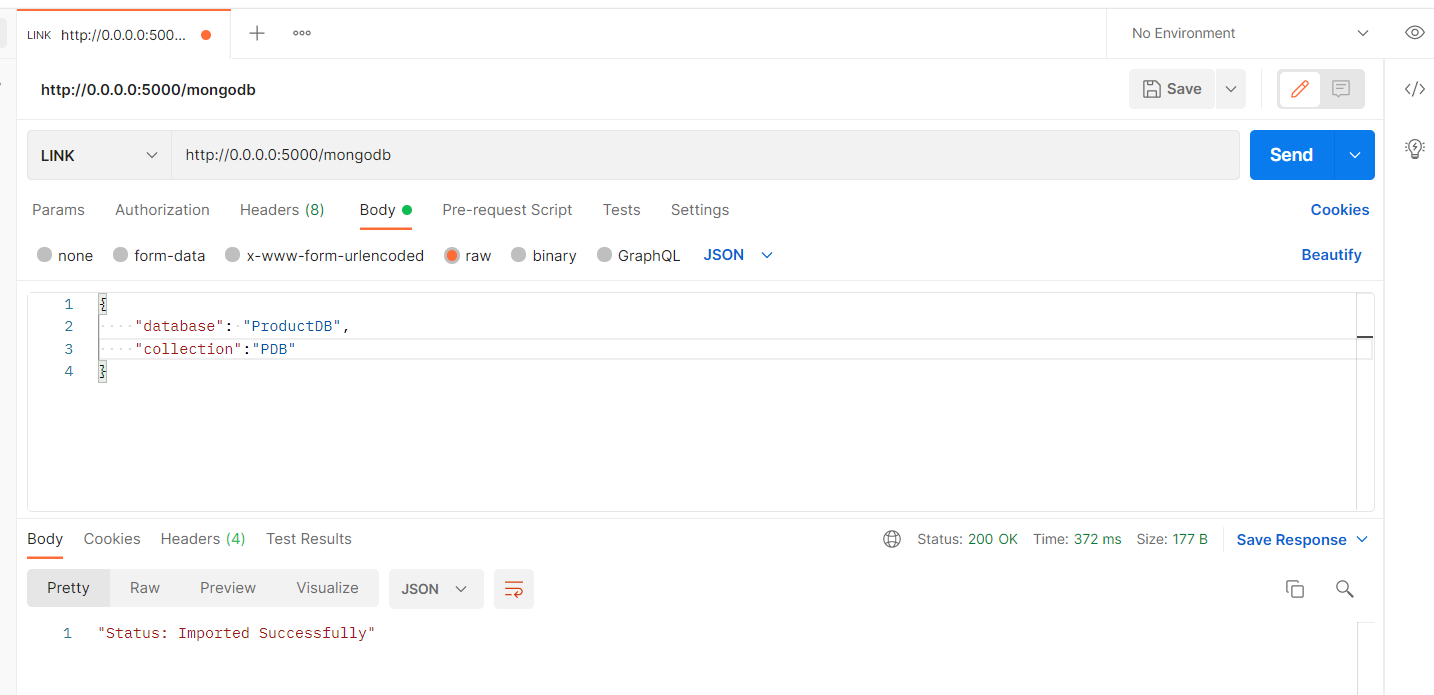 LINK http://0.0.0.0:500... No Environment
http://0.0.0.0:5000/mongodb Save
LINK http://0.0.0.0:5000/mongodb Send
Params Authorization Headers (8) Body Pre-request Script Tests Settings Cookies
none form-data x-www-form-urlencoded raw binary GraphQL JSON Beautify
1 {
2 "database": "ProductDB",
3 "collection":"PDB"
4 }
Body Cookies Headers (4) Test Results Status: 200 OK Time: 372 ms Size: 177 B Save Response
Pretty Raw Preview Visualize JSON
1 "Status: Imported Successfully"